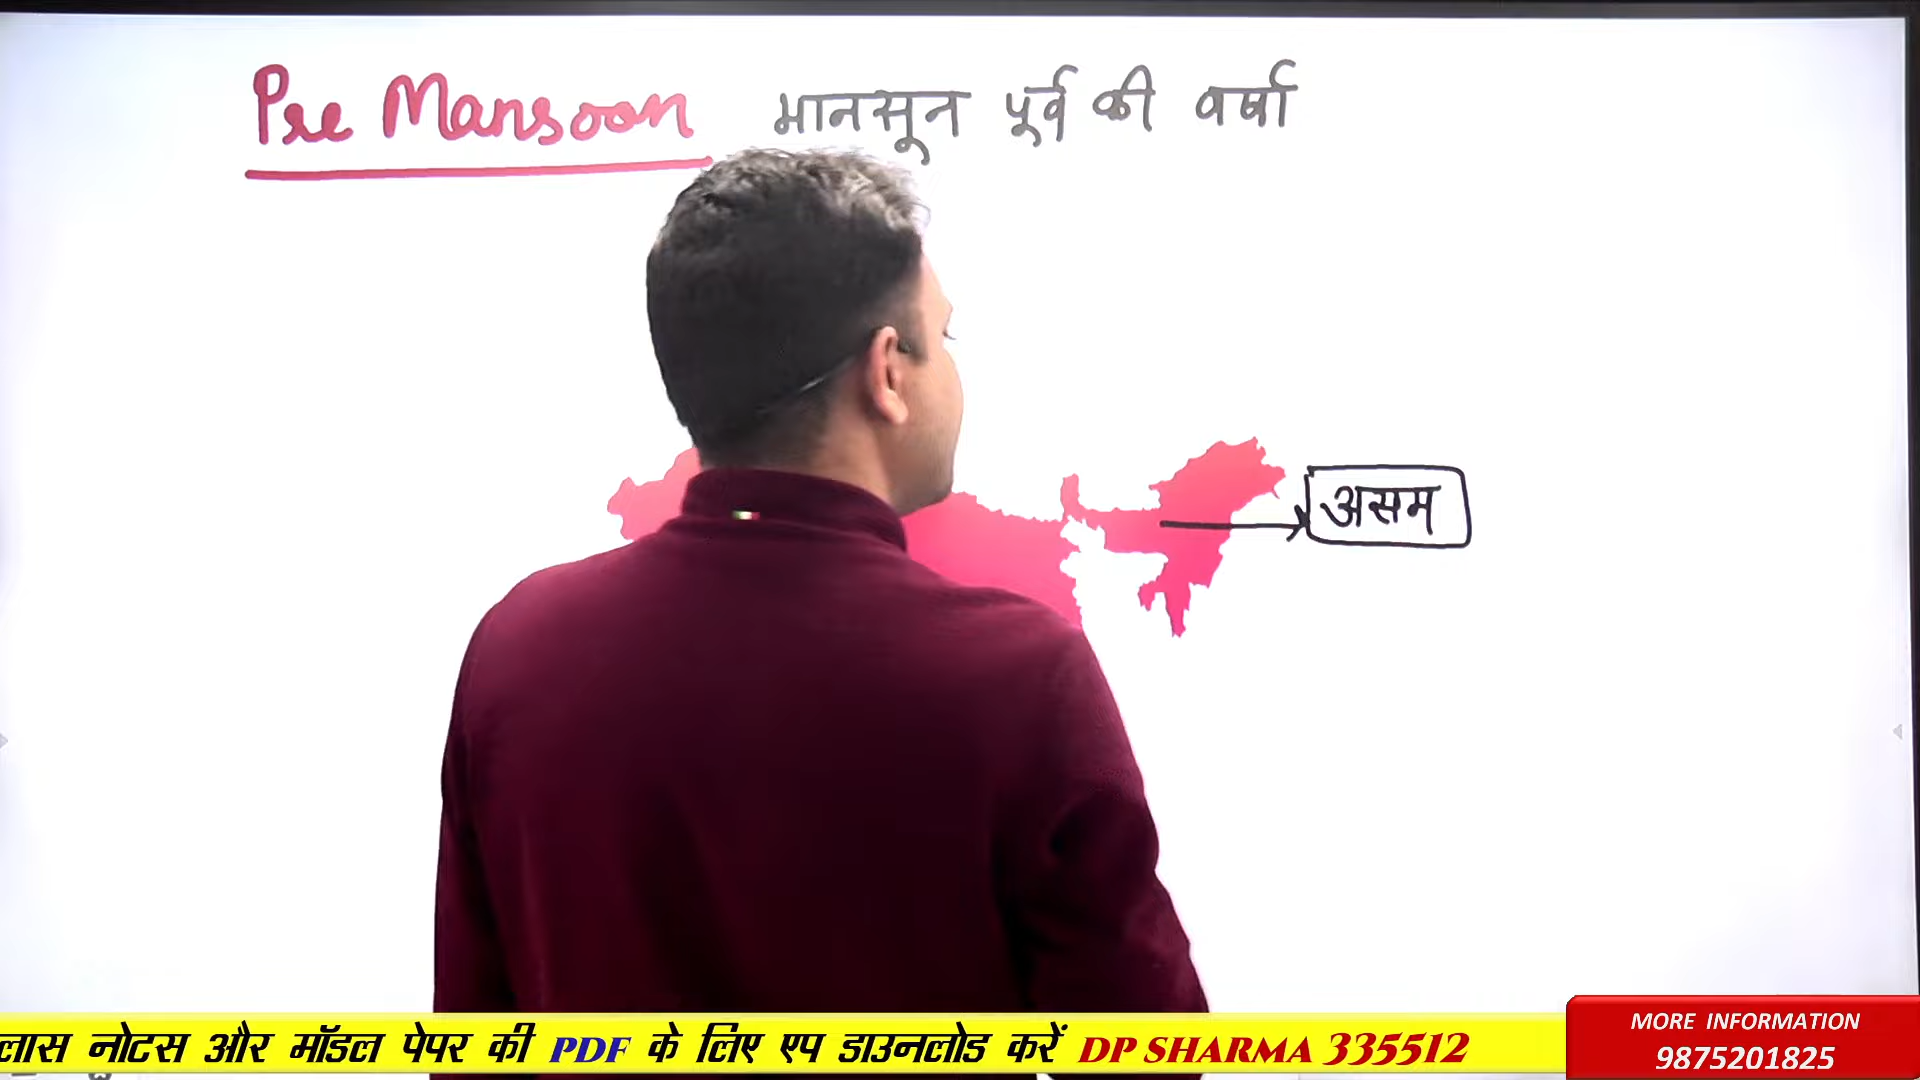 Pre Mansoon मानसून पूर्व की वर्षा
असम
लास नोटस और मॉडल पेपर की PDF के लिए एप डाउनलोड करें DP SHARMA 335512
MORE INFORMATION
9875201825